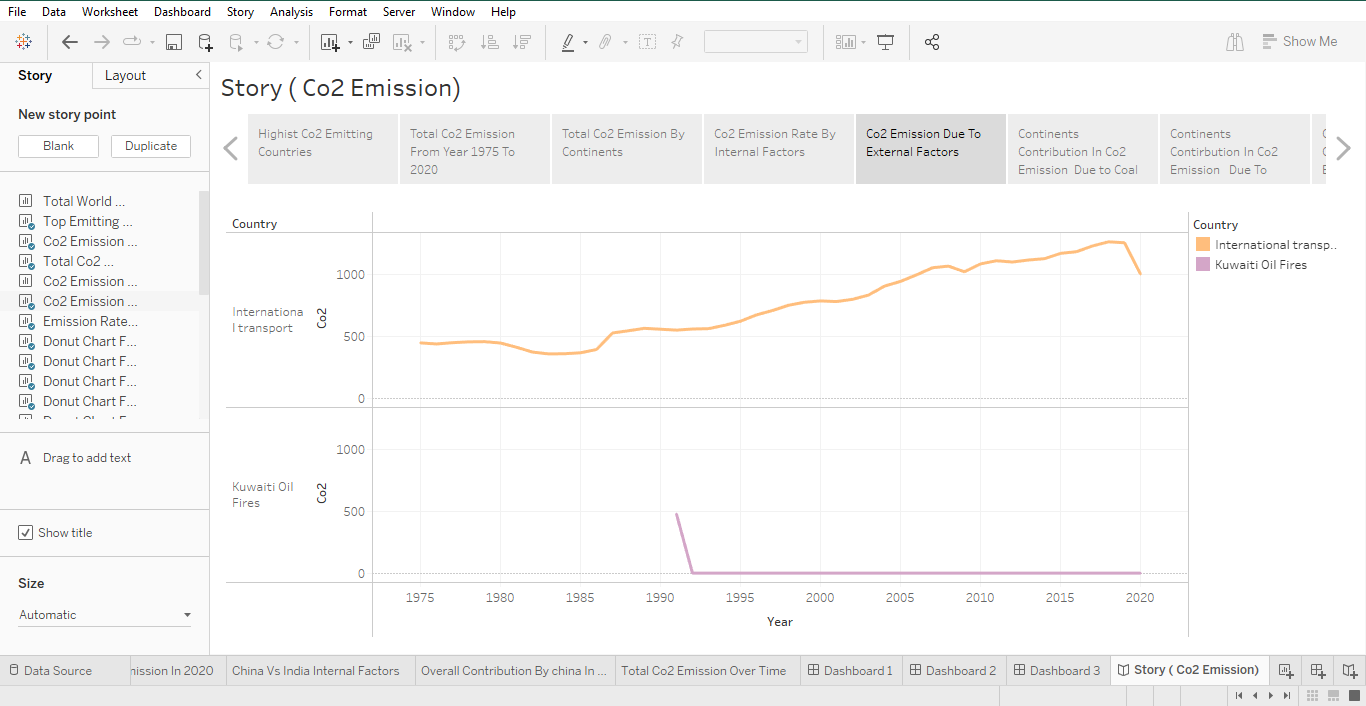 File Data Worksheet Dashboard Story Analysis Format Server Window Help
Show Me
Story Layout
New story point
Blank Duplicate
Total World ...
Top Emitting ...
Co2 Emission ...
Total Co2 ...
Co2 Emission ...
Co2 Emission ...
Emission Rate...
Donut Chart F...
Donut Chart F...
Donut Chart F...
Donut Chart F...
A Drag to add text
Show title
Size
Automatic
Story ( Co2 Emission)
Highist Co2 Emitting
Countries
Total Co2 Emission
From Year 1975 To
2020
Total Co2 Emission By
Continents
Co2 Emission Rate By
Internal Factors
Co2 Emission Due To
External Factors
Continents
Contribution In Co2
Emission Due to Coal
Continents
Contirbution In Co2
Emission Due To
Country
Internationa
l transport
Co2
1000
500
0
Kuwaiti Oil
Fires
Co2
1000
500
0
1975 1980 1985 1990 1995 2000 2005 2010 2015 2020
Year
Country
International transp..
Kuwaiti Oil Fires
Data Source In 2020 China Vs India Internal Factors Overall Contribution By china In ... Total Co2 Emission Over Time Dashboard 1 Dashboard 2 Dashboard 3 Story ( Co2 Emission)